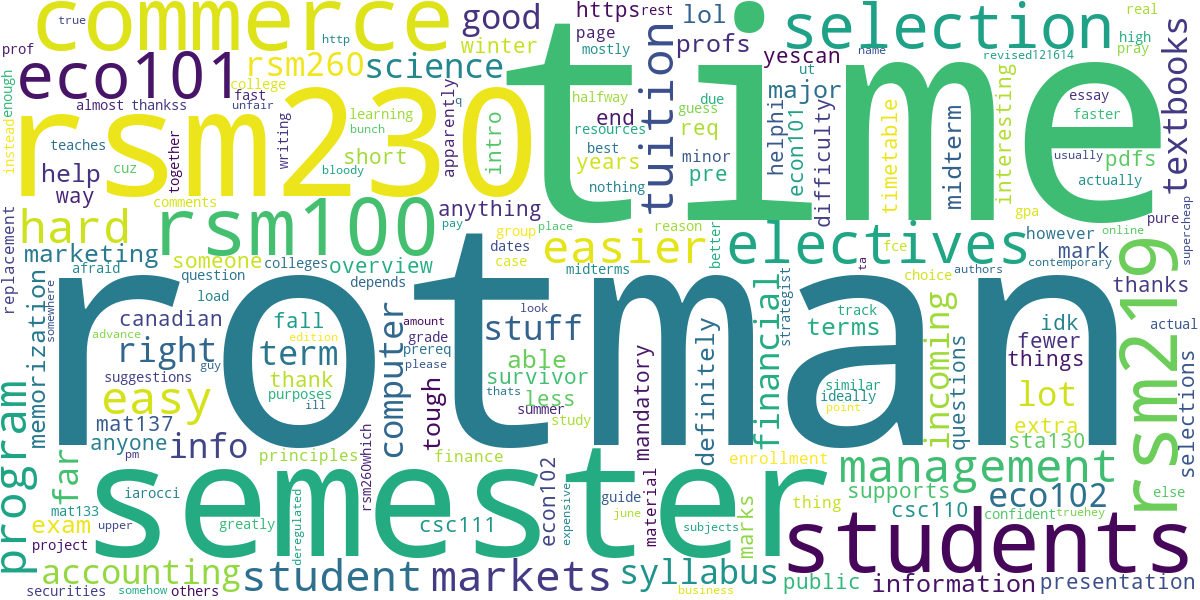 commerce
time
selection
good
https
rest
true
http
prof
eco101
rsm260
science
winter
page
lol
profs
mostly
yescan
ut
name
real
high
pray
revised121614
textbooks
rsm230
college
fast
unfair
almost
thankss
enough
instead
teaches
cuz
together
writing
learning
bunch
short
bloody
apparently
q
intro
end
halfway
resources
best
years
nothing
tuition
guess
req
due
minor
pre
major
helphi
econ101
difficulty
timetable
midterm
interesting
essay
faster
usually
pdfs
actually
gpa
pure
online
supercheap
help
way
comments
hard
rsm100
anything
pay
group
place
case
dates
easier
reason
better
electives
fce
however
mark
contemporary
thanks
marketing
someone
colleges
afraid
question
overview
depends
midterms
replacement
memorization
somewhere
load
canadian
right
advance
guy
suggestions
fall
term
edition
thank
purposes
ill
rotman
computer
amount
grade
prereq
please
tough
look
stuff
able
survivor
less
thats
summer
study
financial
strategist
definitely
mandatory
track
terms
similar
ideally
point
ta
choice
authors
incoming
questions
idk
fewer
things
lot
extra
sta130
rsm219
actual
selections
program
far
easy
mat137
anyone
pm
info
principles
finance
rsm26owhich
enrollment
management
mat133
iarocci
exam
upper
project
greatly
deregulated
semester
csc111
econ102
expensive
guide
june
material
subjects
marks
thing
supports
csc110
eco102
confident
truehey
else
students
accounting
securities
somehow
others
student
markets
syllabus
business
public
information
presentation